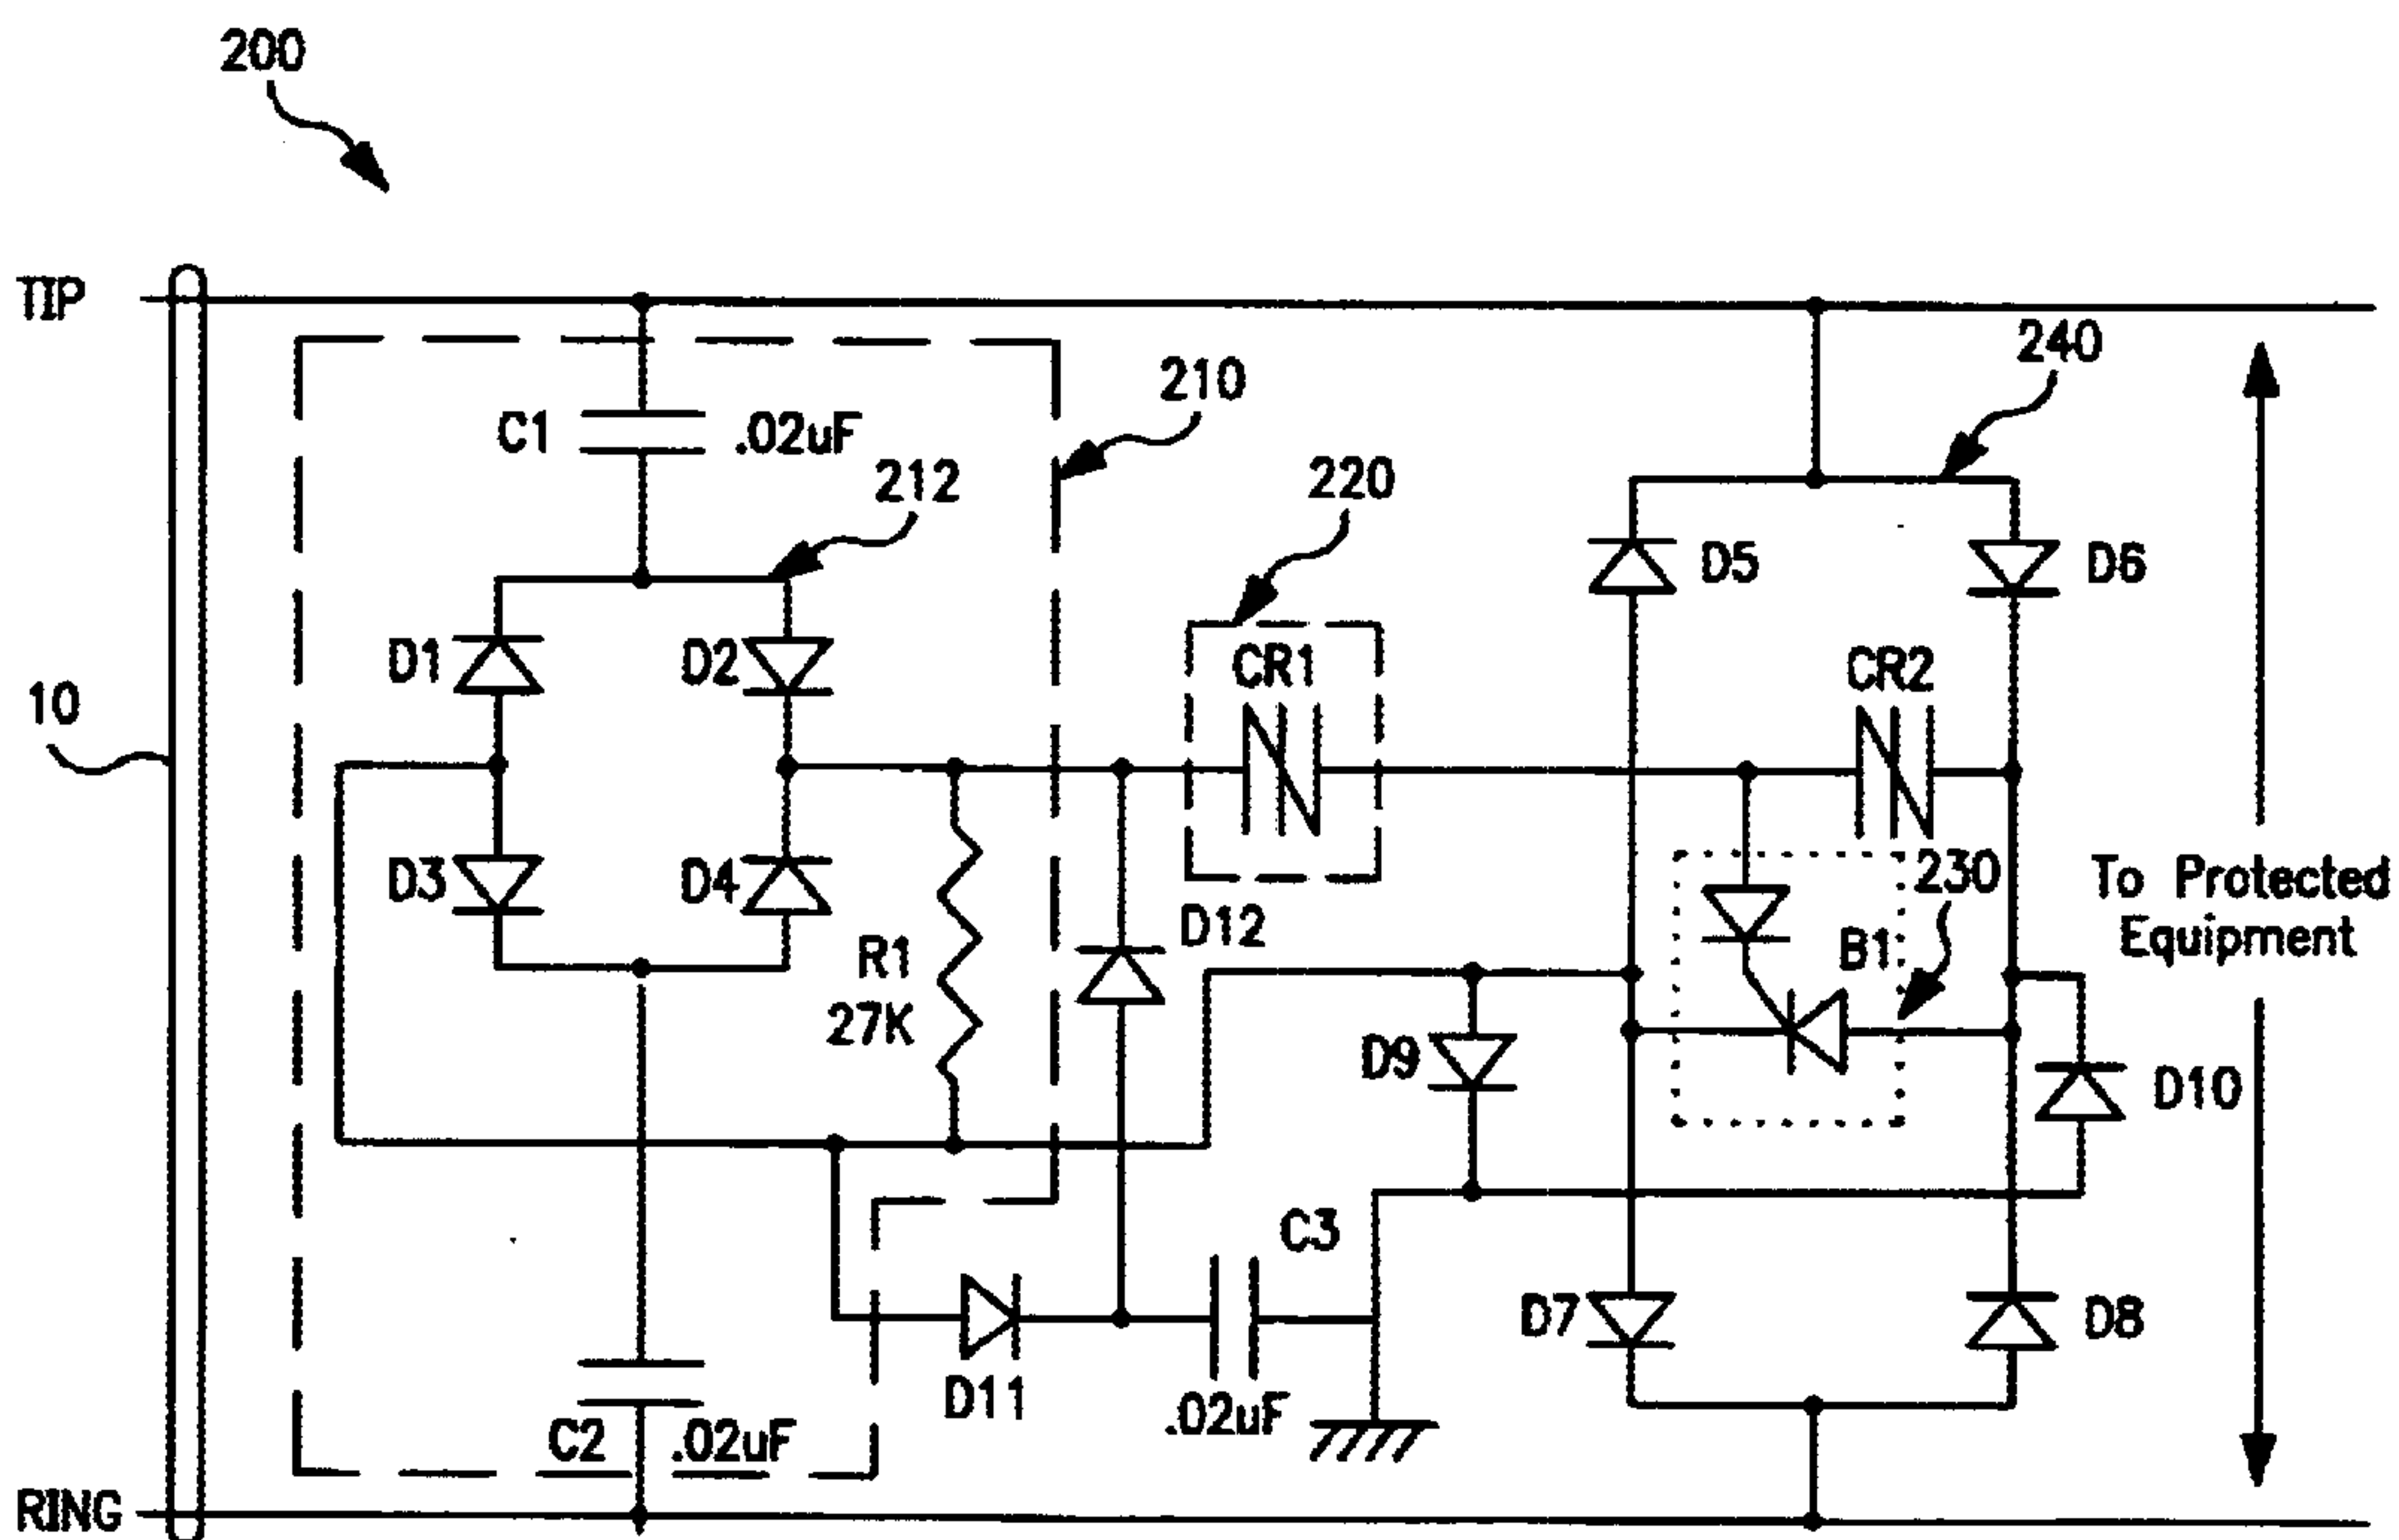 200
TIP
240
210
C1 .02uF
212
220
D5
D6
D1
D2
CR1
CR2
10
D3
D4
230
To Protected
Equipment
D12
R1
27K
B1
D9
D10
C3
D7
D8
D11
.02uF
C2 .02uF
RING